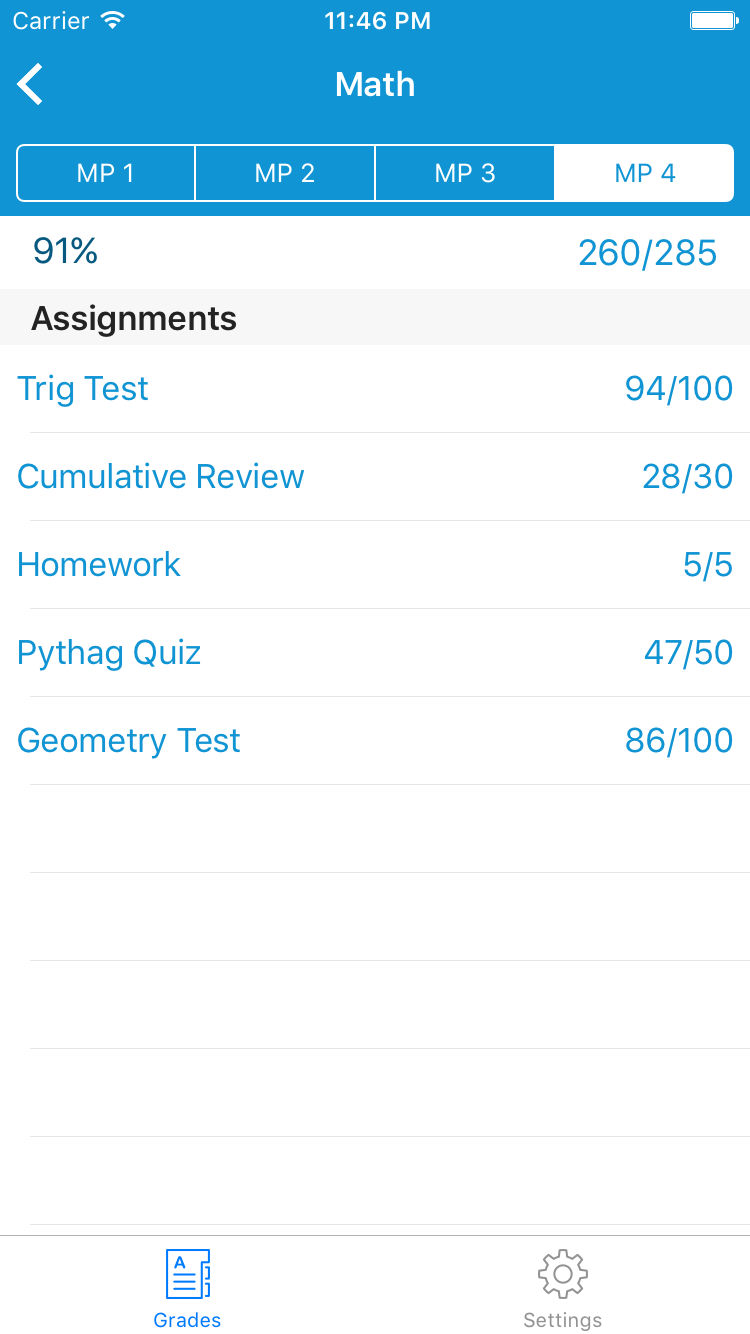 Carrier 11:46 PM
Math
MP 1 MP 2 MP 3 MP 4
91% 260/285
Assignments
Trig Test 94/100
Cumulative Review 28/30
Homework 5/5
Pythag Quiz 47/50
Geometry Test 86/100
A
Grades Settings